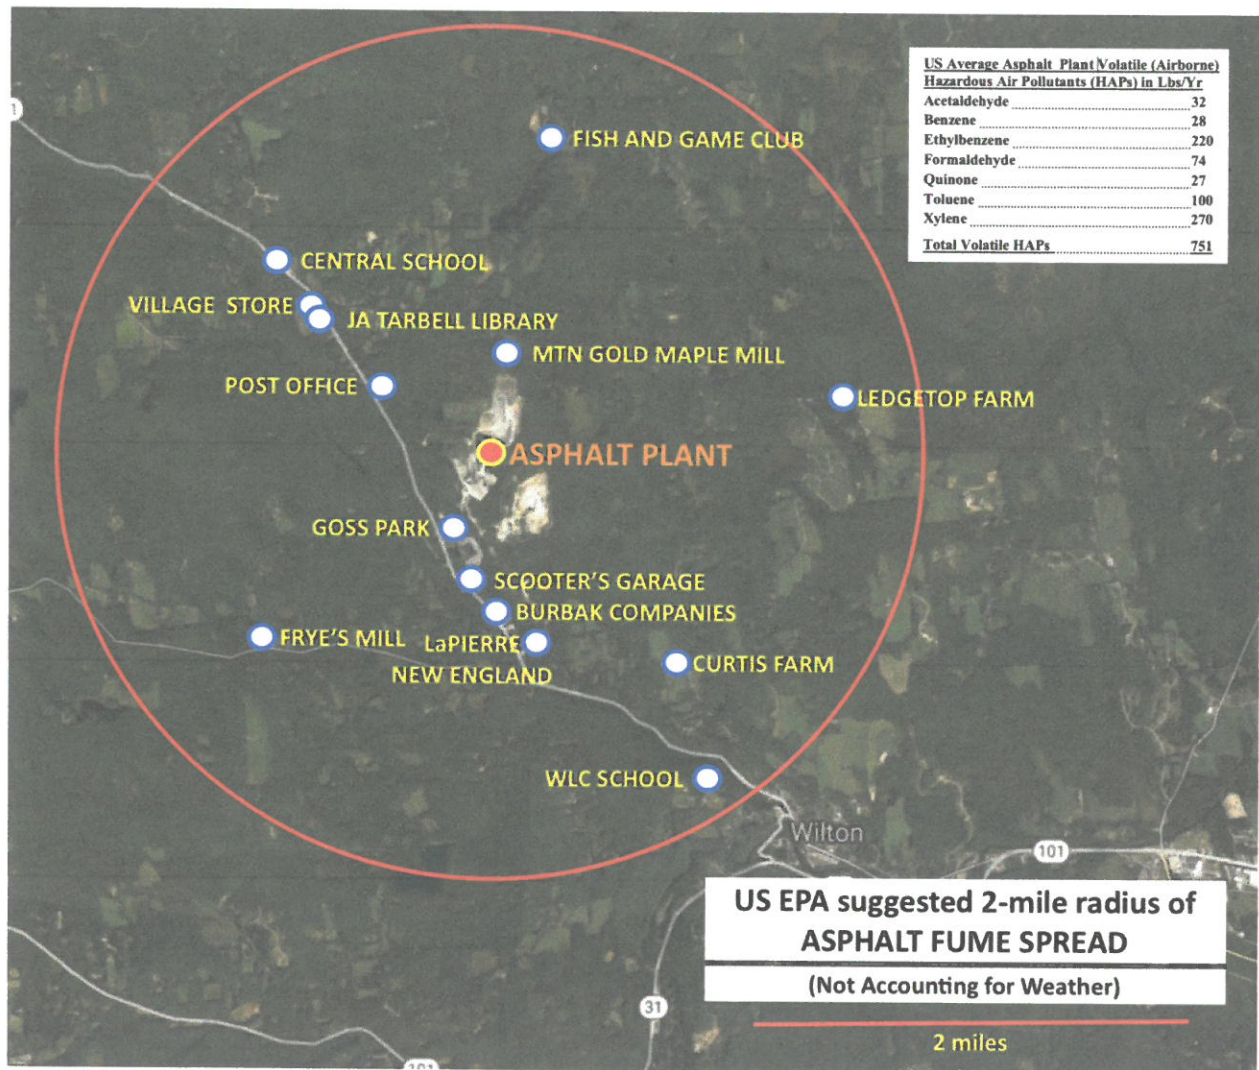 US Average Asphalt Plant Volatile (Airborne)
Hazardous Air Pollutants (HAPs) in Lbs/Yr
Acetaldehyde 32
Benzene 28
Ethylbenzene 220
Formaldehyde 74
Quinone 27
Toluene 100
Xylene 270
Total Volatile HAPs 751
1
FISH AND GAME CLUB
CENTRAL SCHOOL
VILLAGE STORE
JA TARBELL LIBRARY
MTN GOLD MAPLE MILL
POST OFFICE
LEDGETOP FARM
ASPHALT PLANT
GOSS PARK
SCOOTER'S GARAGE
BURBAK COMPANIES
FRYE'S MILL
LaPIERRE
NEW ENGLAND
CURTIS FARM
WLC SCHOOL
Wilton
101
US EPA suggested 2-mile radius of
ASPHALT FUME SPREAD
(Not Accounting for Weather)
31
2 miles
101